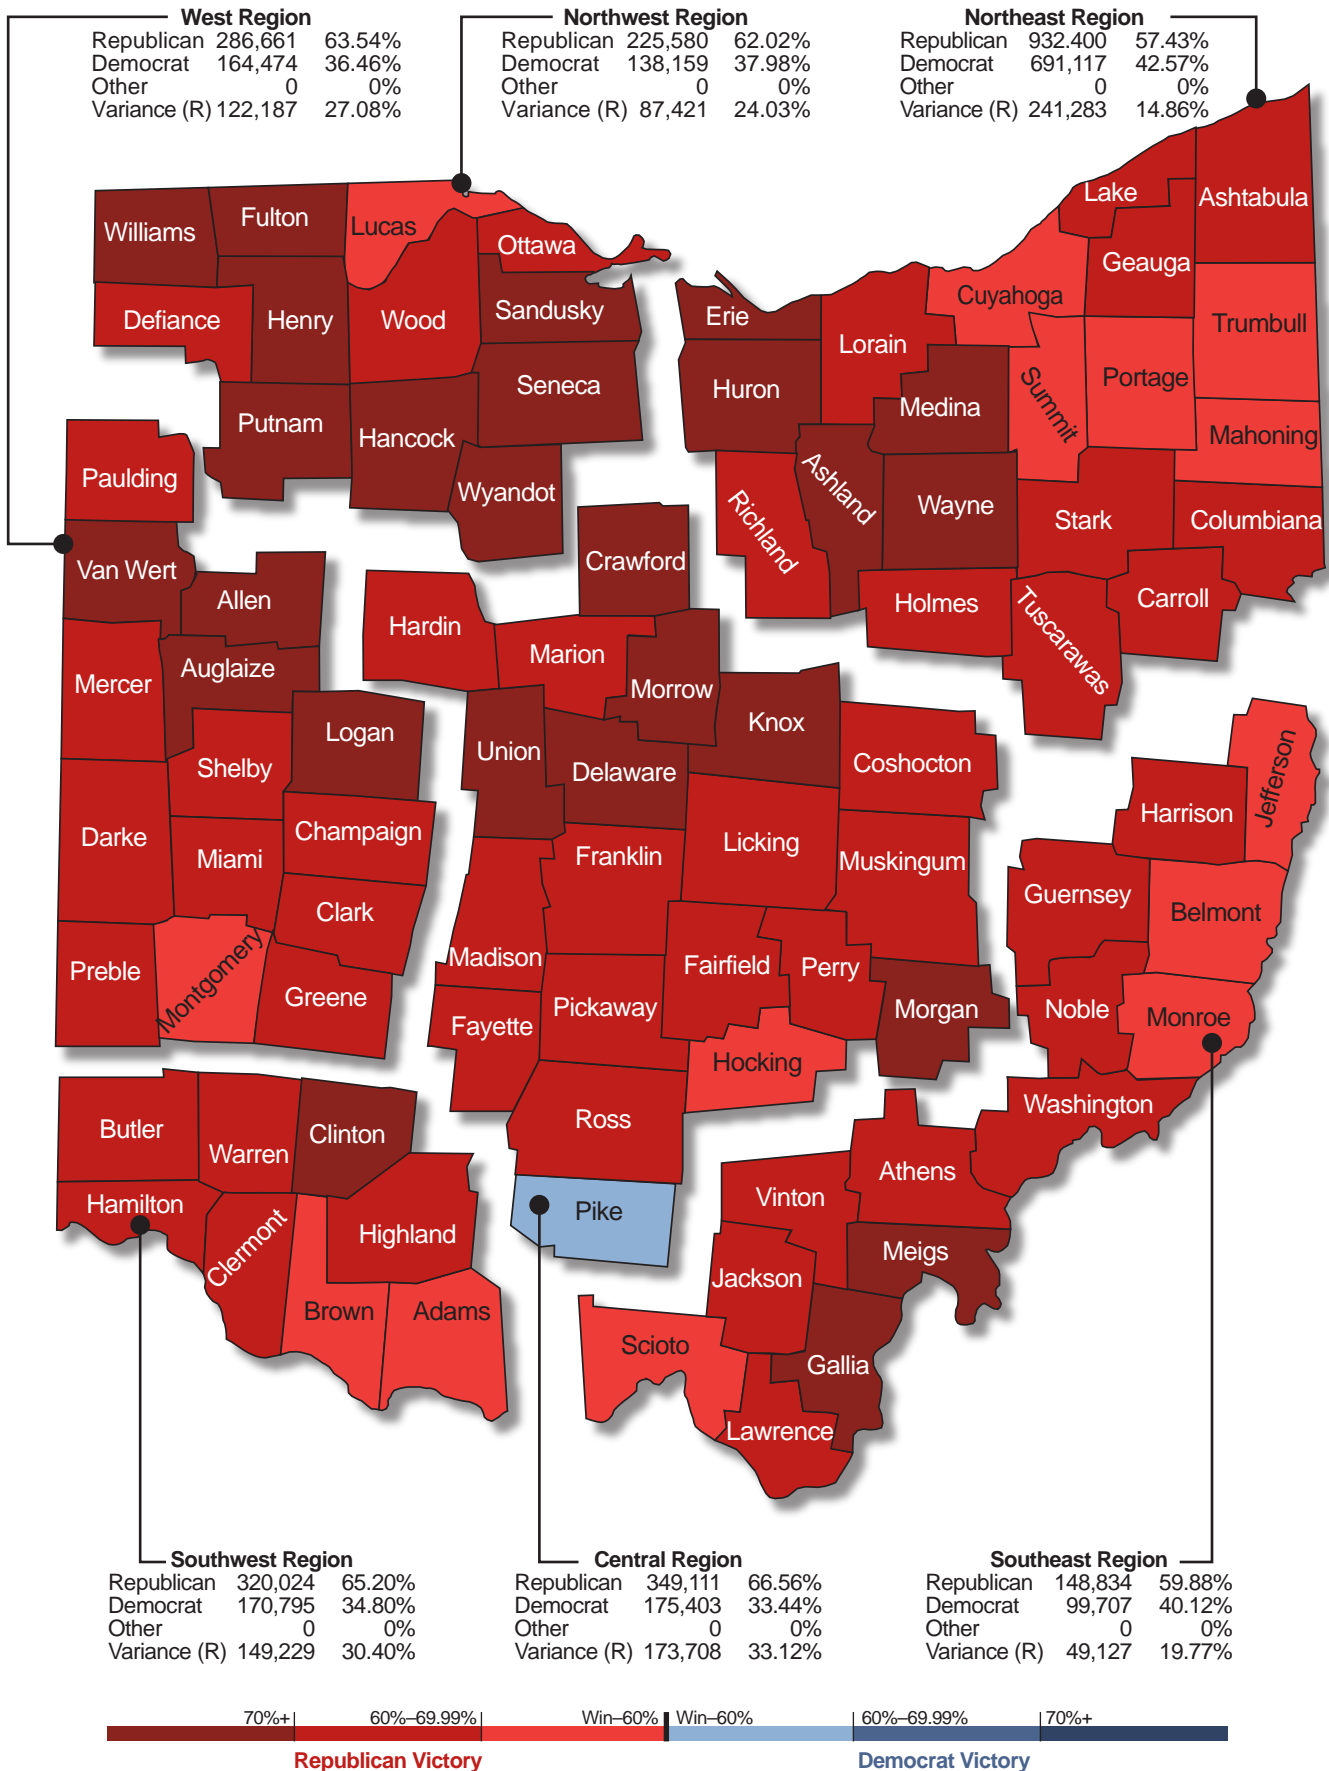 West Region
Republican 286,661 63.54%
Democrat 164,474 36.46%
Other 0 0%
Variance (R) 122,187 27.08%
Northwest Region
Republican 225,580 62.02%
Democrat 138,159 37.98%
Other 0 0%
Variance (R) 87,421 24.03%
Northeast Region
Republican 932.400 57.43%
Democrat 691,117 42.57%
Other 0 0%
Variance (R) 241,283 14.86%
Williams
Fulton
Lucas
Ottawa
Defiance
Henry
Wood
Sandusky
Seneca
Putnam
Hancock
Wyandot
Lake
Ashtabula
Geauga
Cuyahoga
Erie
Lorain
Trumbull
Huron
Medina
Summit
Portage
Mahoning
Richland
Ashland
Wayne
Stark
Columbiana
Holmes
Tuscarawas
Carroll
Paulding
Van Wert
Allen
Mercer
Auglaize
Logan
Shelby
Darke
Miami
Champaign
Clark
Preble
Montgomery
Greene
Crawford
Hardin
Marion
Morrow
Union
Delaware
Knox
Coshocton
Franklin
Licking
Muskingum
Madison
Fairfield
Perry
Pickaway
Fayette
Morgan
Hocking
Ross
Pike
Jefferson
Harrison
Guernsey
Belmont
Noble
Monroe
Washington
Athens
Vinton
Meigs
Jackson
Scioto
Gallia
Lawrence
Butler
Warren
Clinton
Hamilton
Clermont
Highland
Brown
Adams
Southwest Region
Republican 320,024 65.20%
Democrat 170,795 34.80%
Other 0 0%
Variance (R) 149,229 30.40%
Central Region
Republican 349,111 66.56%
Democrat 175,403 33.44%
Other 0 0%
Variance (R) 173,708 33.12%
Southeast Region
Republican 148,834 59.88%
Democrat 99,707 40.12%
Other 0 0%
Variance (R) 49,127 19.77%
70%+ 60%–69.99% Win–60% Win–60% 60%–69.99% 70%+
Republican Victory Democrat Victory